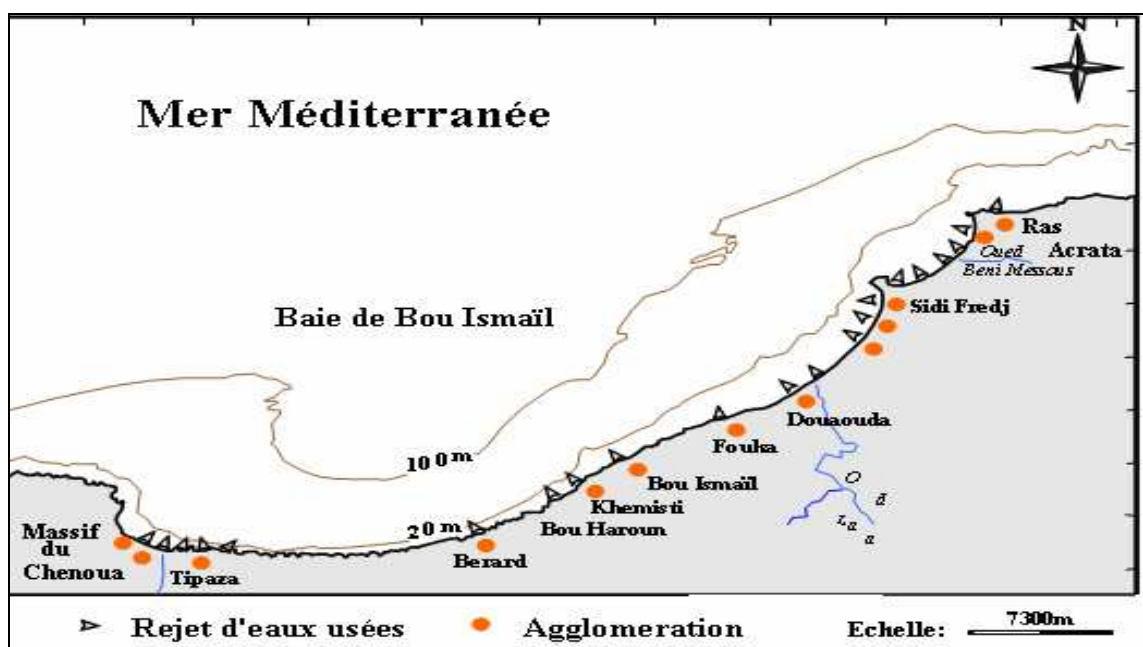 N
Mer Méditerranée
Ras
Acrata
Oued
Beni Messous
Sidi Fredj
Baie de Bou Ismaïl
Douaouda
Fouka
100m
Bou Ismaïl
Khemisti
Bou Haroun
20m
Berard
Massif
du
Chenoua
Tipaza
Rejet d'eaux usées
Agglomeration
Echelle:
7300m